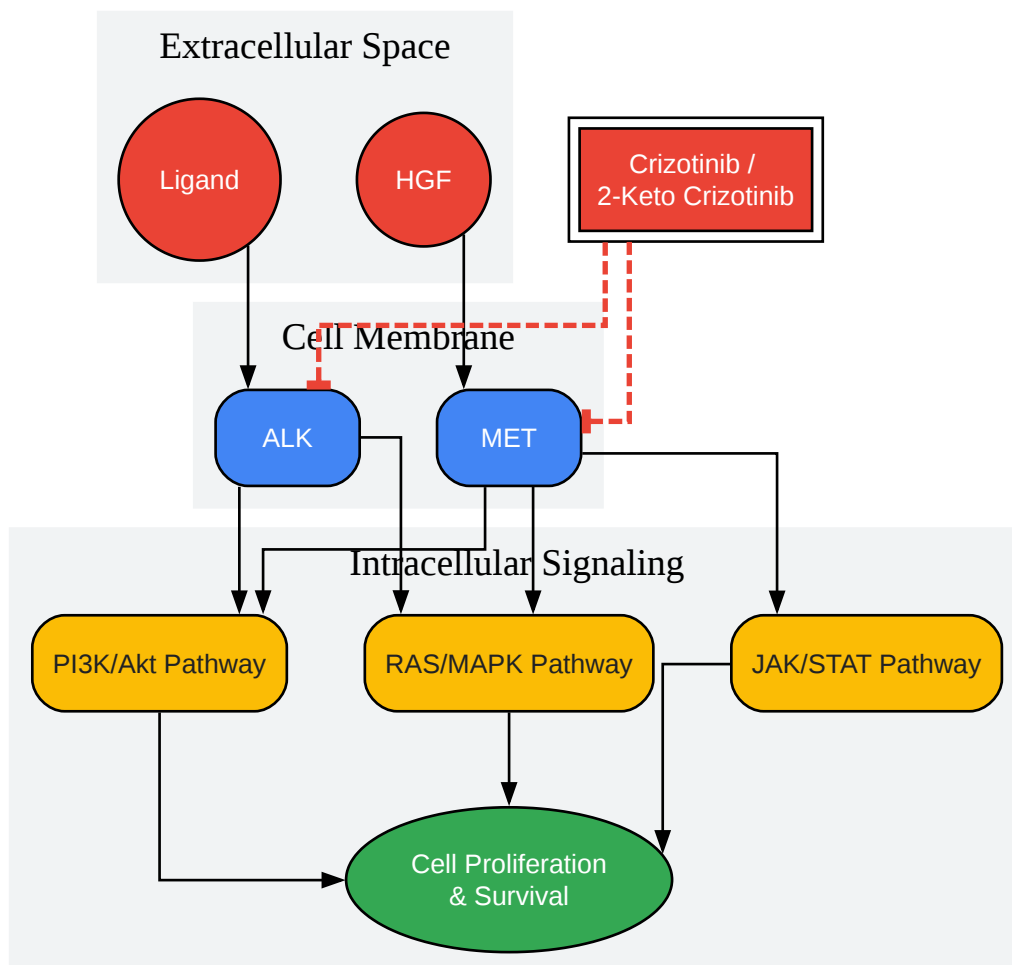 Extracellular Space
Ligand
HGF
Crizotinib /
2-Keto Crizotinib
Cell Membrane
ALK
MET
Intracellular Signaling
PI3K/Akt Pathway
RAS/MAPK Pathway
JAK/STAT Pathway
Cell Proliferation
& Survival